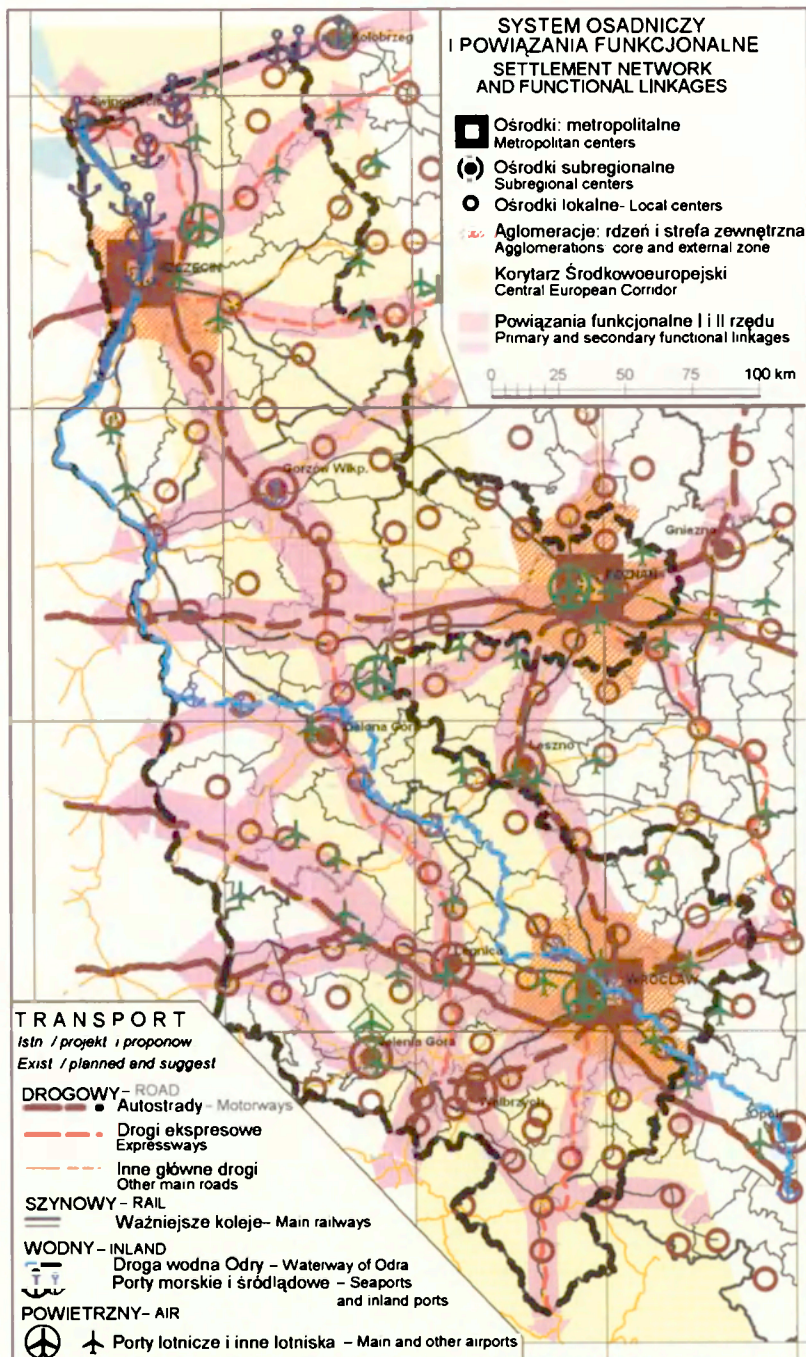 SYSTEM OSADNICZY
I POWIĄZANIA FUNKCJONALNE
SETTLEMENT NETWORK
AND FUNCTIONAL LINKAGES
Ośrodki: metropolitalne
Metropolitan centers
Ośrodki subregionalne
Subregional centers
Ośrodki lokalne - Local centers
Aglomeracje: rdzeń i strefa zewnętrzna
Agglomerations core and external zone
Korytarz Środkowoeuropejski
Central European Corridor
Powiązania funkcjonalne I i II rzędu
Primary and secondary functional linkages
0 25 50 75 100 km
Kołobrzeg
Gorzów Wlkp.
Gniezno
POZNAŃ
Leszno
Legnica
WROCŁAW
Jelenia Góra
Wałbrzych
Opole
TRANSPORT
Istn / projekt i proponow
Exist / planned and suggest
DROGOWY - ROAD
Autostrady - Motorways
Drogi ekspresowe
Expressways
Inne główne drogi
Other main roads
SZYNOWY - RAIL
Ważniejsze koleje - Main railways
WODNY - INLAND
Droga wodna Odry - Waterway of Odra
Porty morskie i śródlądowe - Seaports
and inland ports
POWIETRZNY - AIR
Porty lotnicze i inne lotniska - Main and other airports